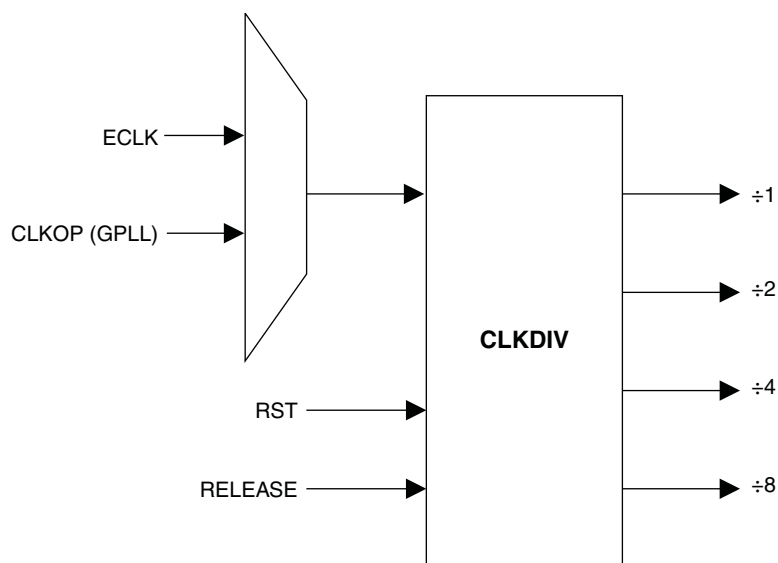 ECLK
CLKOP (GPLL)
RST
RELEASE
CLKDIV
÷1
÷2
÷4
÷8